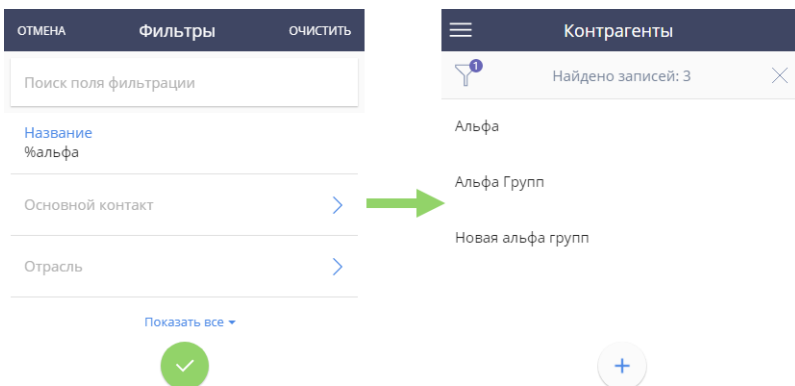 ОТМЕНА Фильтры ОЧИСТИТЬ
Поиск поля фильтрации
Название
%альфа
Основной контакт
Отрасль
Показать все
Контрагенты
1
Найдено записей: 3
Альфа
Альфа Групп
Новая альфа групп